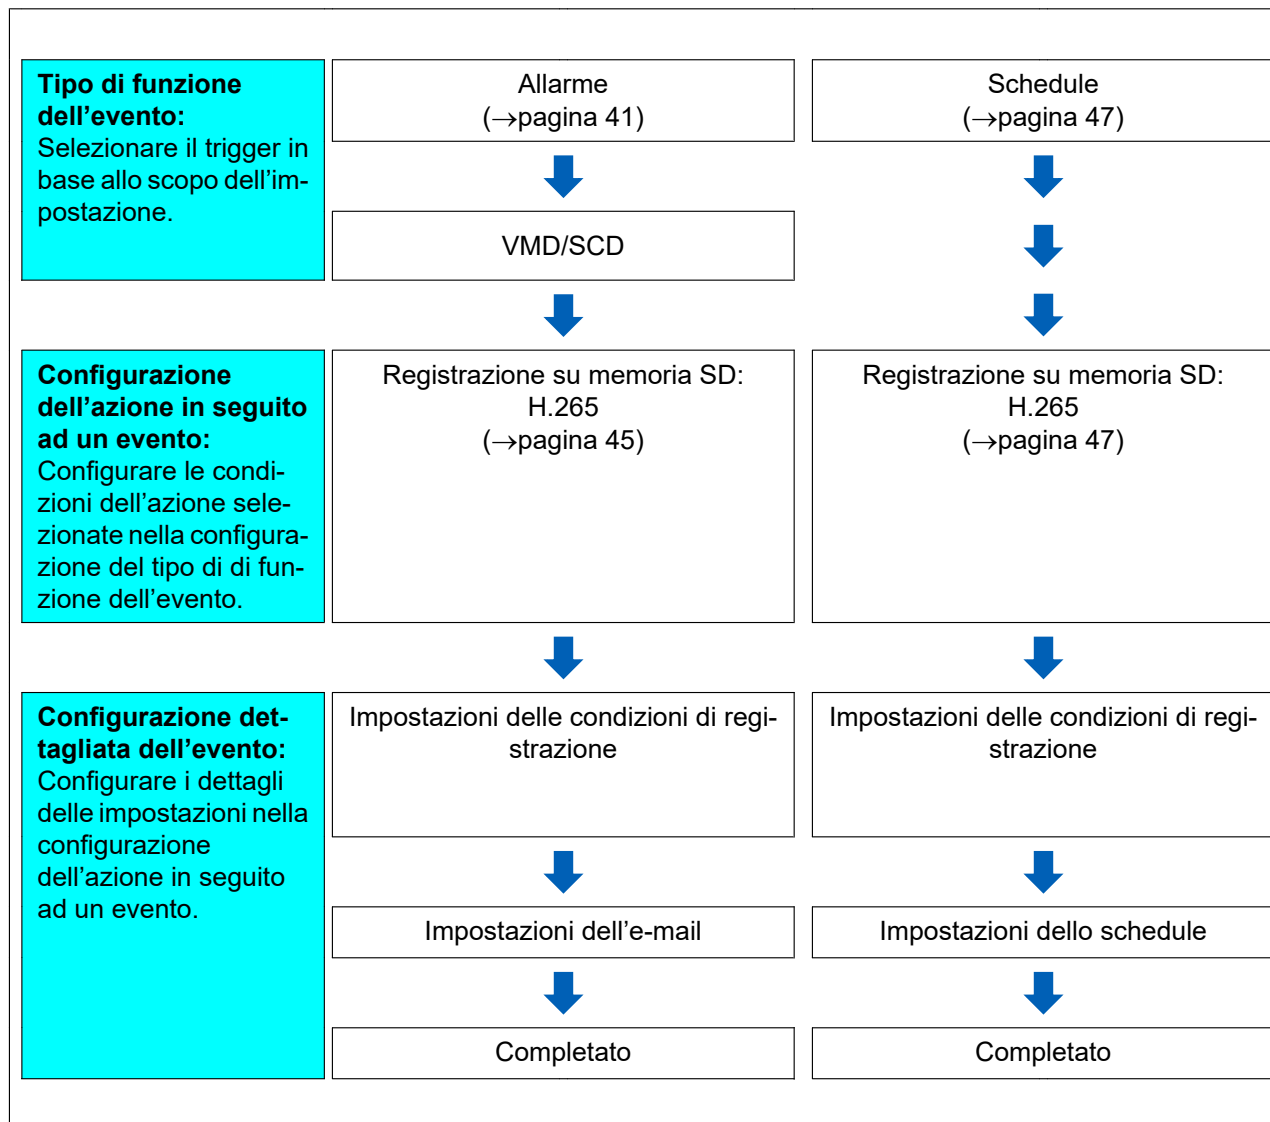 Tipo di funzione
dell’evento:
Selezionare il trigger in
base allo scopo dell’im-
postazione.
Allarme
(→pagina 41)
Schedule
(→pagina 47)
VMD/SCD
Configurazione
dell’azione in seguito
ad un evento:
Configurare le condi-
zioni dell’azione sele-
zionate nella configura-
zione del tipo di di fun-
zione dell’evento.
Registrazione su memoria SD:
H.265
(→pagina 45)
Registrazione su memoria SD:
H.265
(→pagina 47)
Configurazione det-
tagliata dell’evento:
Configurare i dettagli
delle impostazioni nella
configurazione
dell’azione in seguito
ad un evento.
Impostazioni delle condizioni di regi-
strazione
Impostazioni delle condizioni di regi-
strazione
Impostazioni dell’e-mail
Impostazioni dello schedule
Completato
Completato